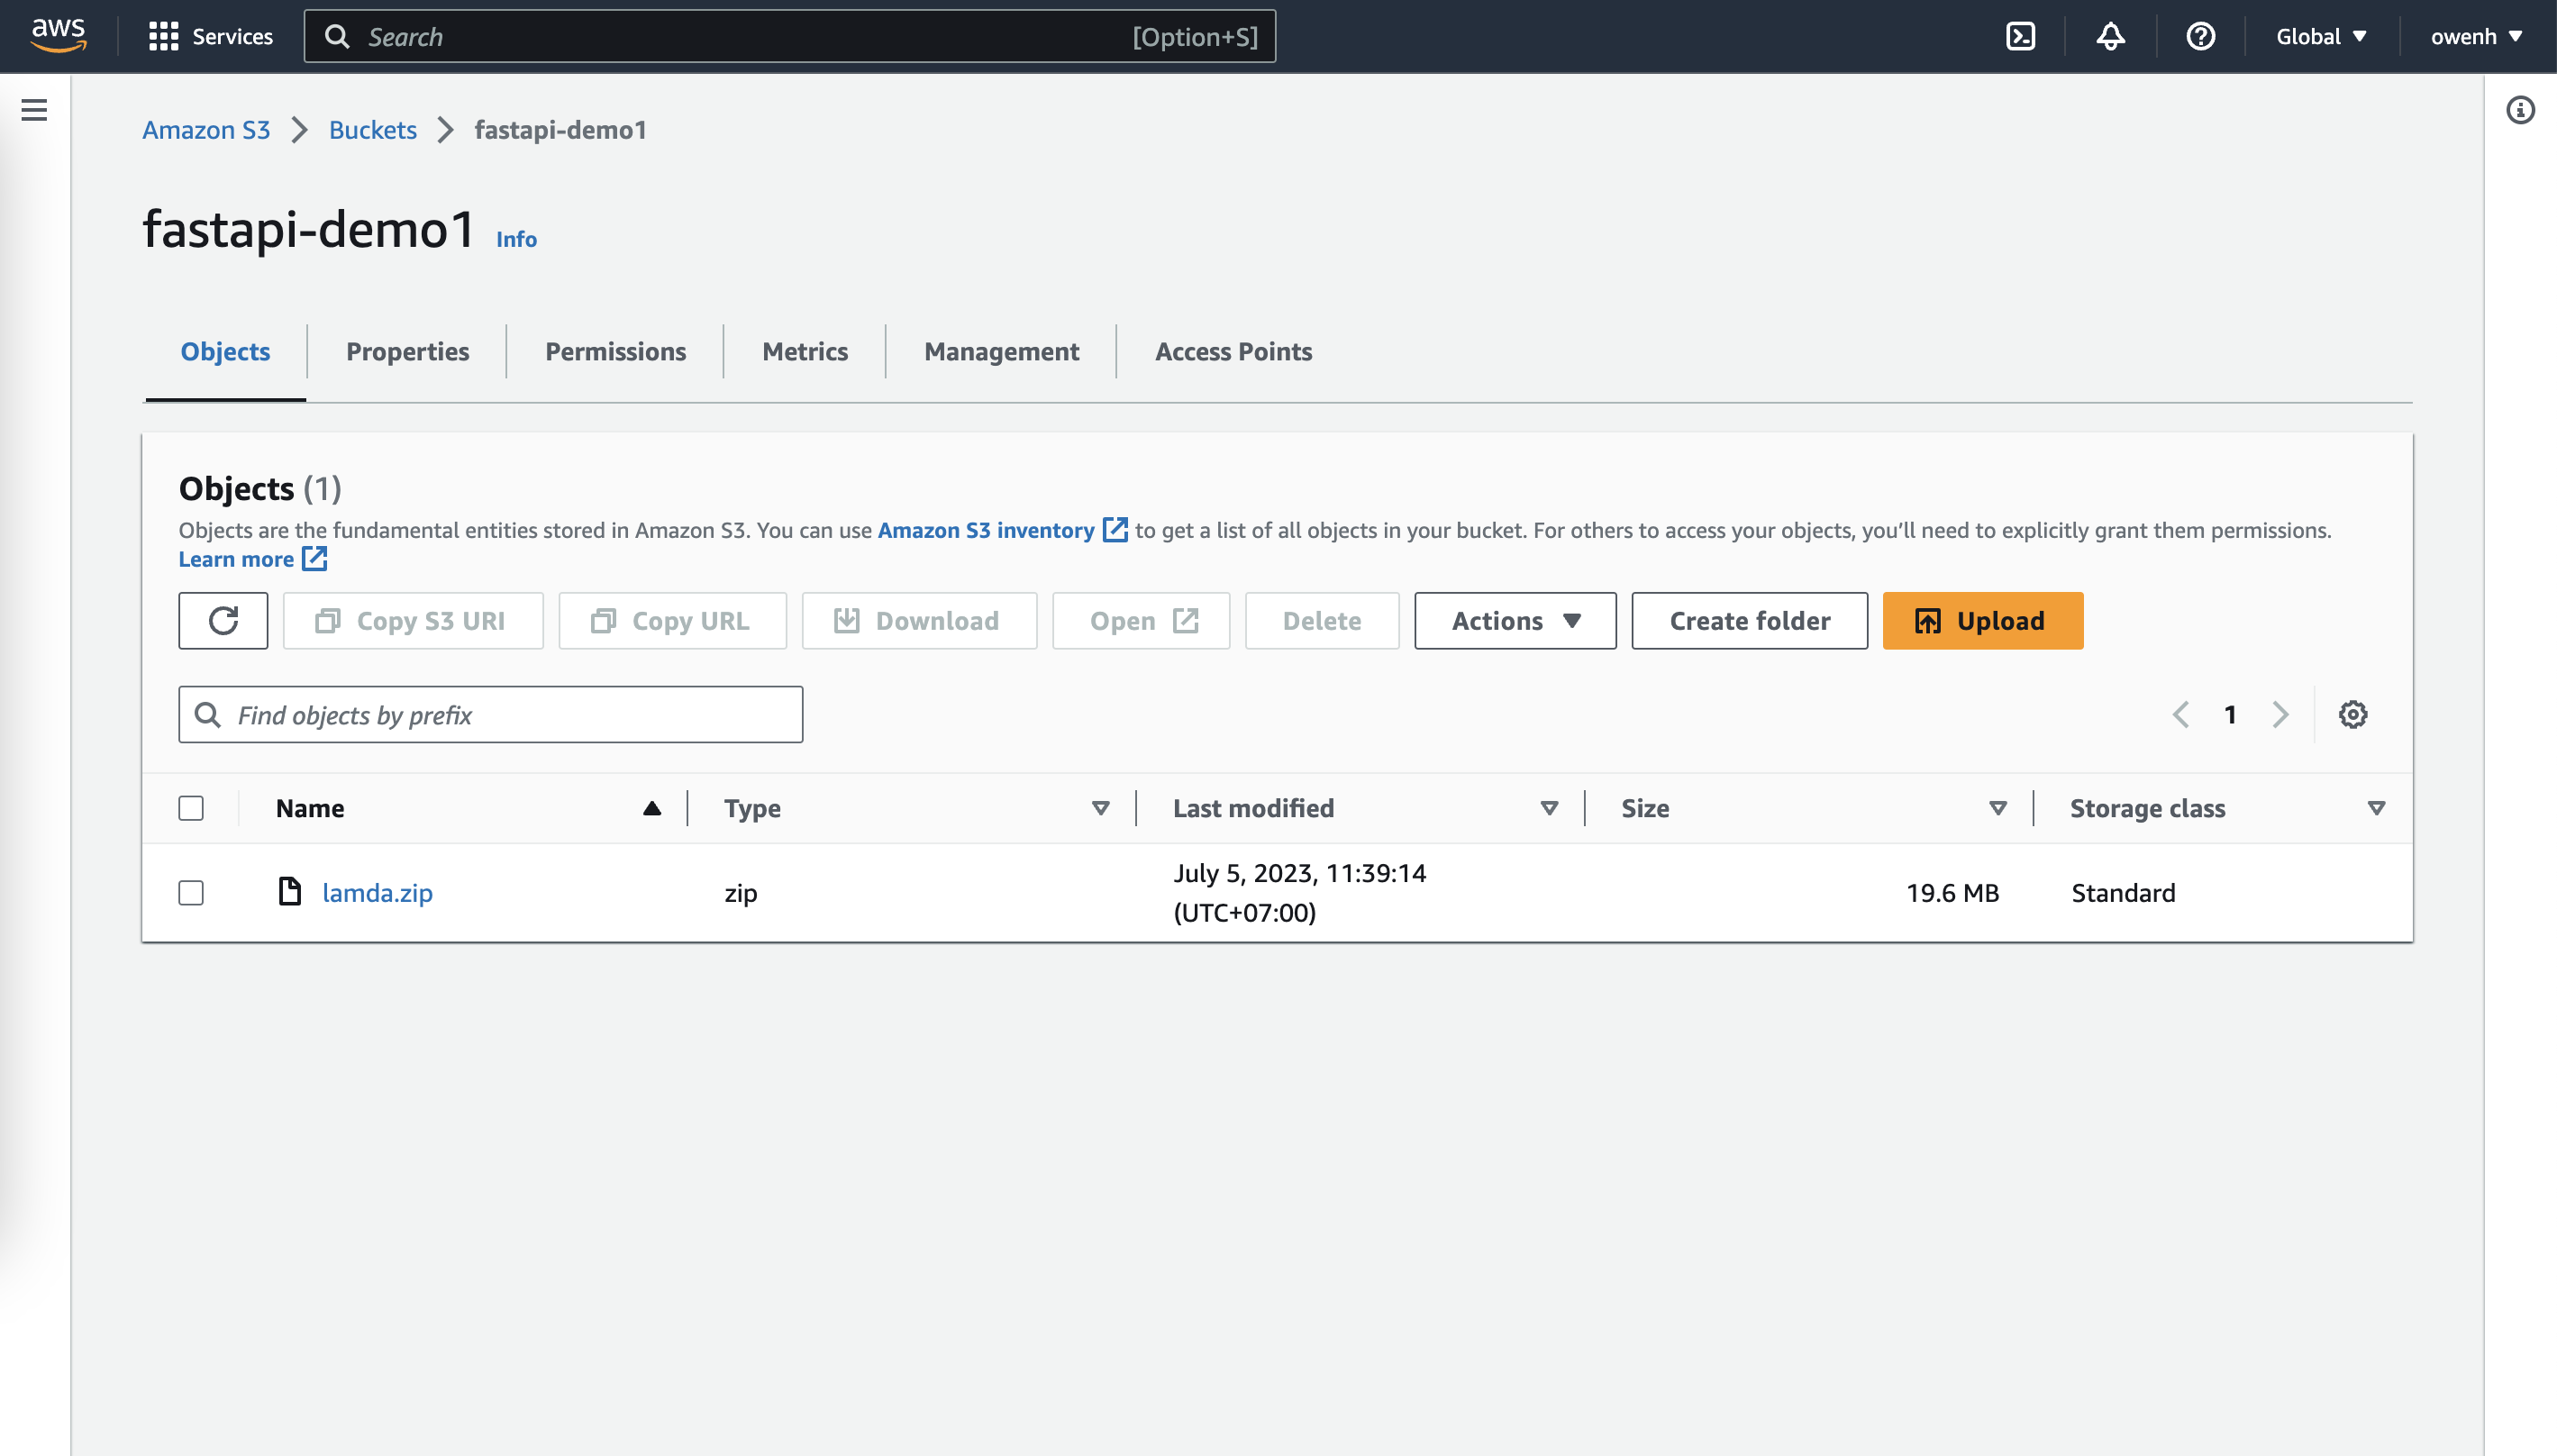 aws Services Search [Option+S] Global owenh
Amazon S3 Buckets fastapi-demo1
fastapi-demo1 Info
Objects Properties Permissions Metrics Management Access Points
Objects (1)
Objects are the fundamental entities stored in Amazon S3. You can use Amazon S3 inventory to get a list of all objects in your bucket. For others to access your objects, you’ll need to explicitly grant them permissions.
Learn more
Copy S3 URI Copy URL Download Open Delete Actions Create folder Upload
Find objects by prefix 1
Name Type Last modified Size Storage class
lamda.zip zip July 5, 2023, 11:39:14 19.6 MB Standard
(UTC+07:00)